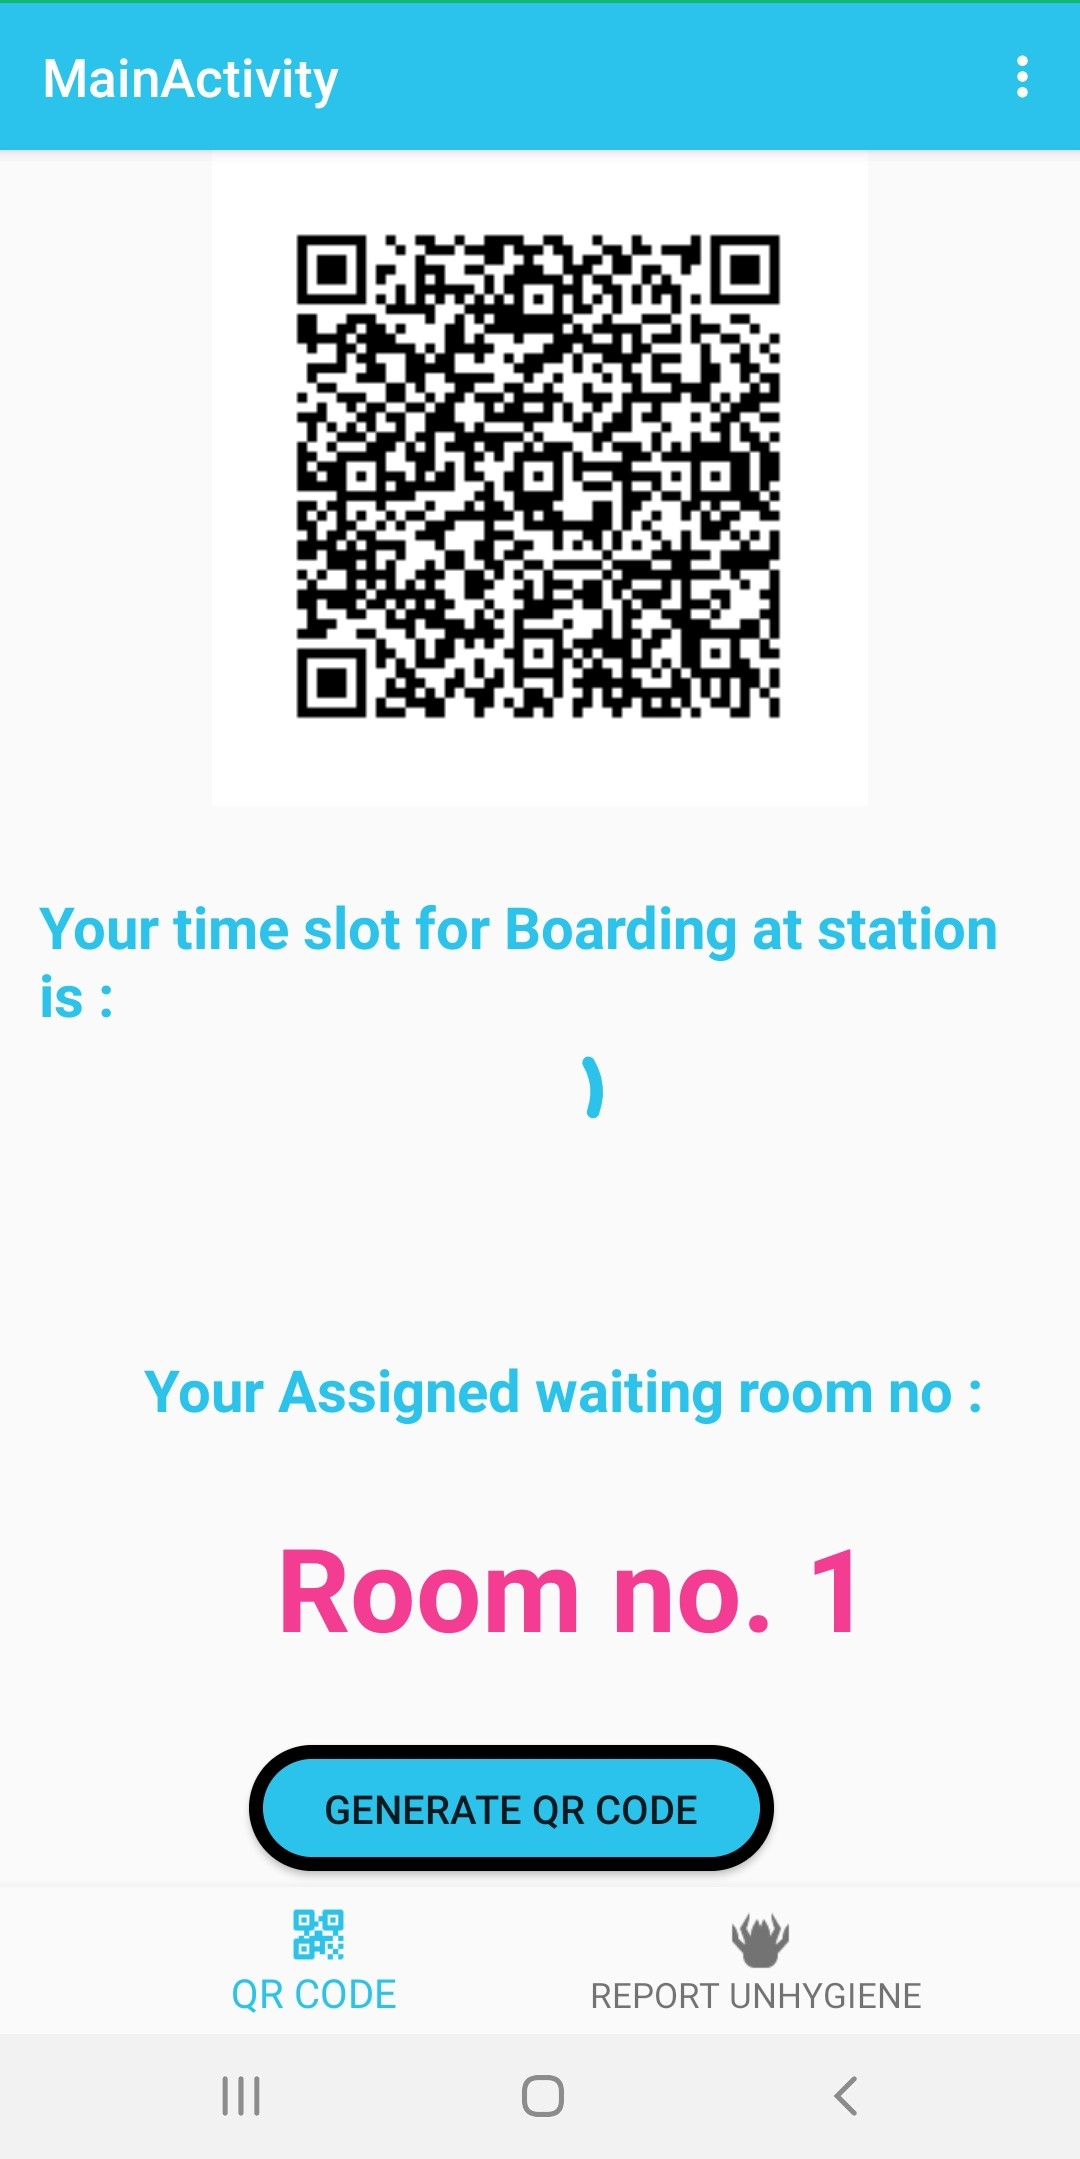 MainActivity
Your time slot for Boarding at station
is :
Your Assigned waiting room no :
Room no. 1
GENERATE QR CODE
QR CODE
REPORT UNHYGIENE